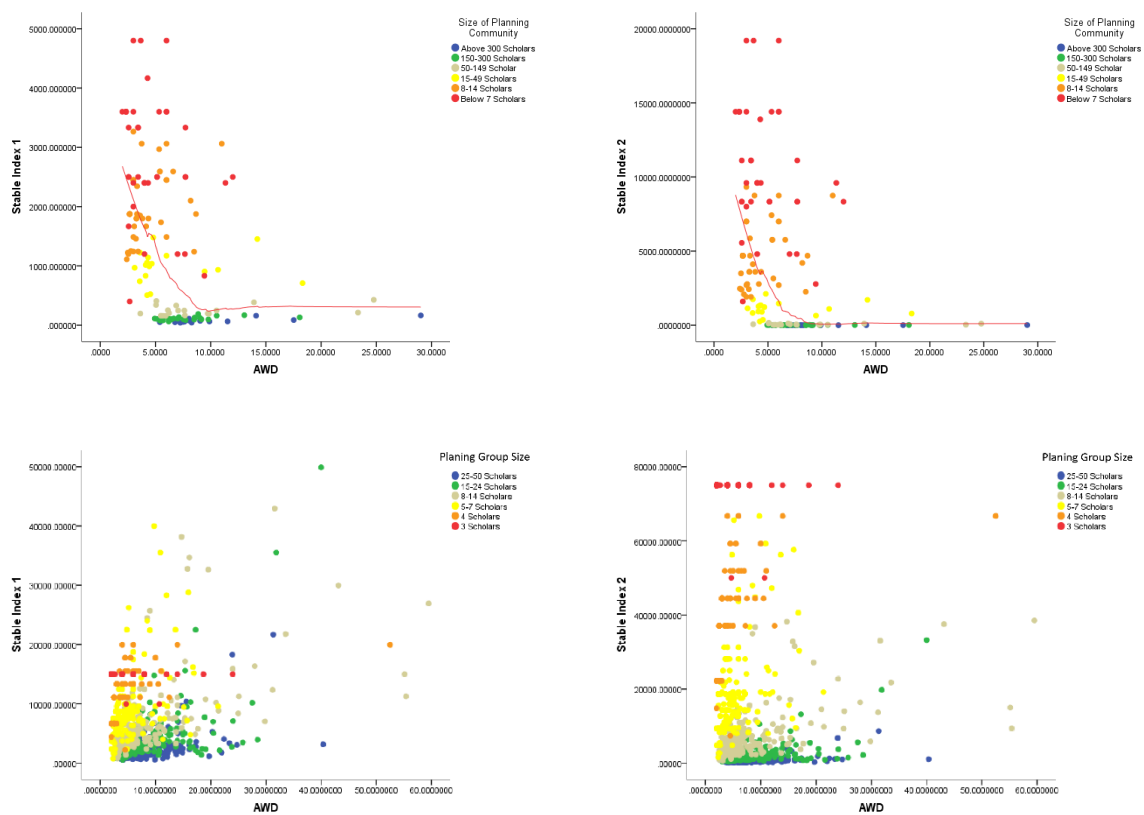 Size of Planning
Community
Above 300 Scholars
150-300 Scholars
50-149 Scholar
15-49 Scholars
8-14 Scholars
Below 7 Scholars
5000.000000
4000.000000
3000.000000
2000.000000
1000.000000
.000000
Stable Index 1
.0000 5.0000 10.0000 15.0000 20.0000 25.0000 30.0000
AWD
Size of Planning
Community
Above 300 Scholars
150-300 Scholars
50-149 Scholar
15-49 Scholars
8-14 Scholars
Below 7 Scholars
20000.0000000
15000.0000000
10000.0000000
5000.0000000
.0000000
Stable Index 2
.0000 5.0000 10.0000 15.0000 20.0000 25.0000 30.0000
AWD
Planing Group Size
25-50 Scholars
15-24 Scholars
8-14 Scholars
5-7 Scholars
4 Scholars
3 Scholars
50000.00000
40000.00000
30000.00000
20000.00000
10000.00000
.00000
Stable Index 1
.0000000 10.0000000 20.0000000 30.0000000 40.0000000 50.0000000 60.0000000
AWD
Planing Group Size
25-50 Scholars
15-24 Scholars
8-14 Scholars
5-7 Scholars
4 Scholars
3 Scholars
80000.00000
60000.00000
40000.00000
20000.00000
.00000
Stable Index 2
.0000000 10.0000000 20.0000000 30.0000000 40.0000000 50.0000000 60.0000000
AWD